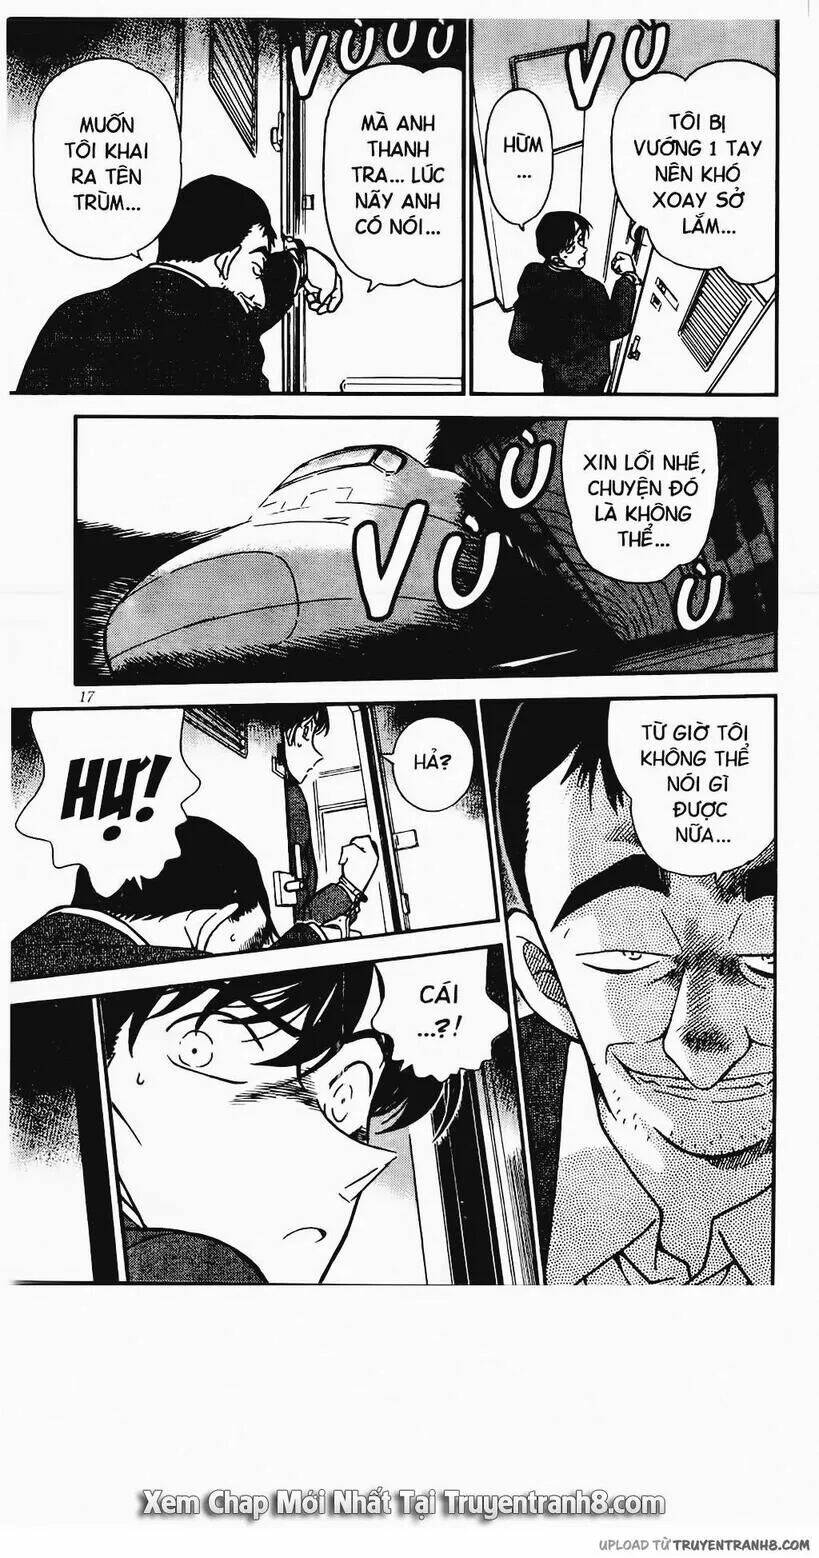 VÙ
TÔI BỊ
VƯỚNG 1 TAY
NÊN KHÓ
XOAY SỞ
LẮM...
HỪM
...
VÙÙÙ
MÀ ANH
THANH
TRA... LÚC
NÃY ANH
CÓ NÓI...
MUỐN
TÔI KHAI
RA TÊN
TRÙM...
XIN LỖI NHÉ,
CHUYỆN ĐÓ
LÀ KHÔNG
THỂ...
VÙ
Ù
Ù
17
TỪ GIỜ TÔI
KHÔNG THỂ
NÓI GÌ
ĐƯỢC
NỮA...
HẢ?
HỰ!
CÁI
...?!
Xem Chap Mới Nhất Tại Truyentranh8.com
UPLOAD TỪ TRUYENTRANH8.COM